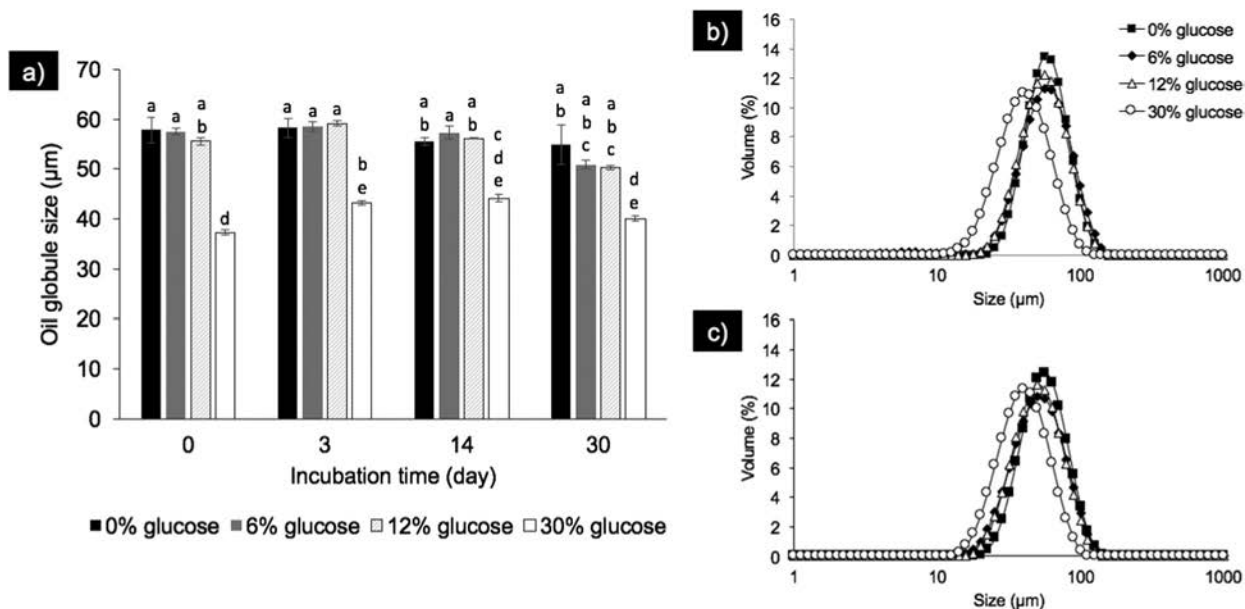 a)
70
60
50
40
30
20
10
0
Oil globule size (µm)
a a a
b
d
a a a
b
e
a
b
a
a
b
c
d
e
a
b
a
b
c
a
b
c
d
e
0 3 14 30
Incubation time (day)
0% glucose 6% glucose 12% glucose 30% glucose
b)
16
14
12
10
8
6
4
2
0
Volume (%)
0% glucose
6% glucose
12% glucose
30% glucose
1 10 100 1000
Size (µm)
c)
16
14
12
10
8
6
4
2
0
Volume (%)
1 10 100 1000
Size (µm)